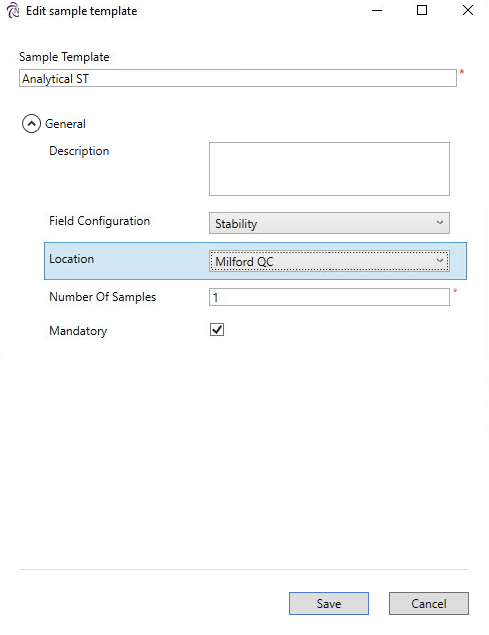 Edit sample template
Sample Template
Analytical ST
*
General
Description
Field Configuration
Stability
Location
Milford QC
Number Of Samples
1
*
Mandatory
Save
Cancel